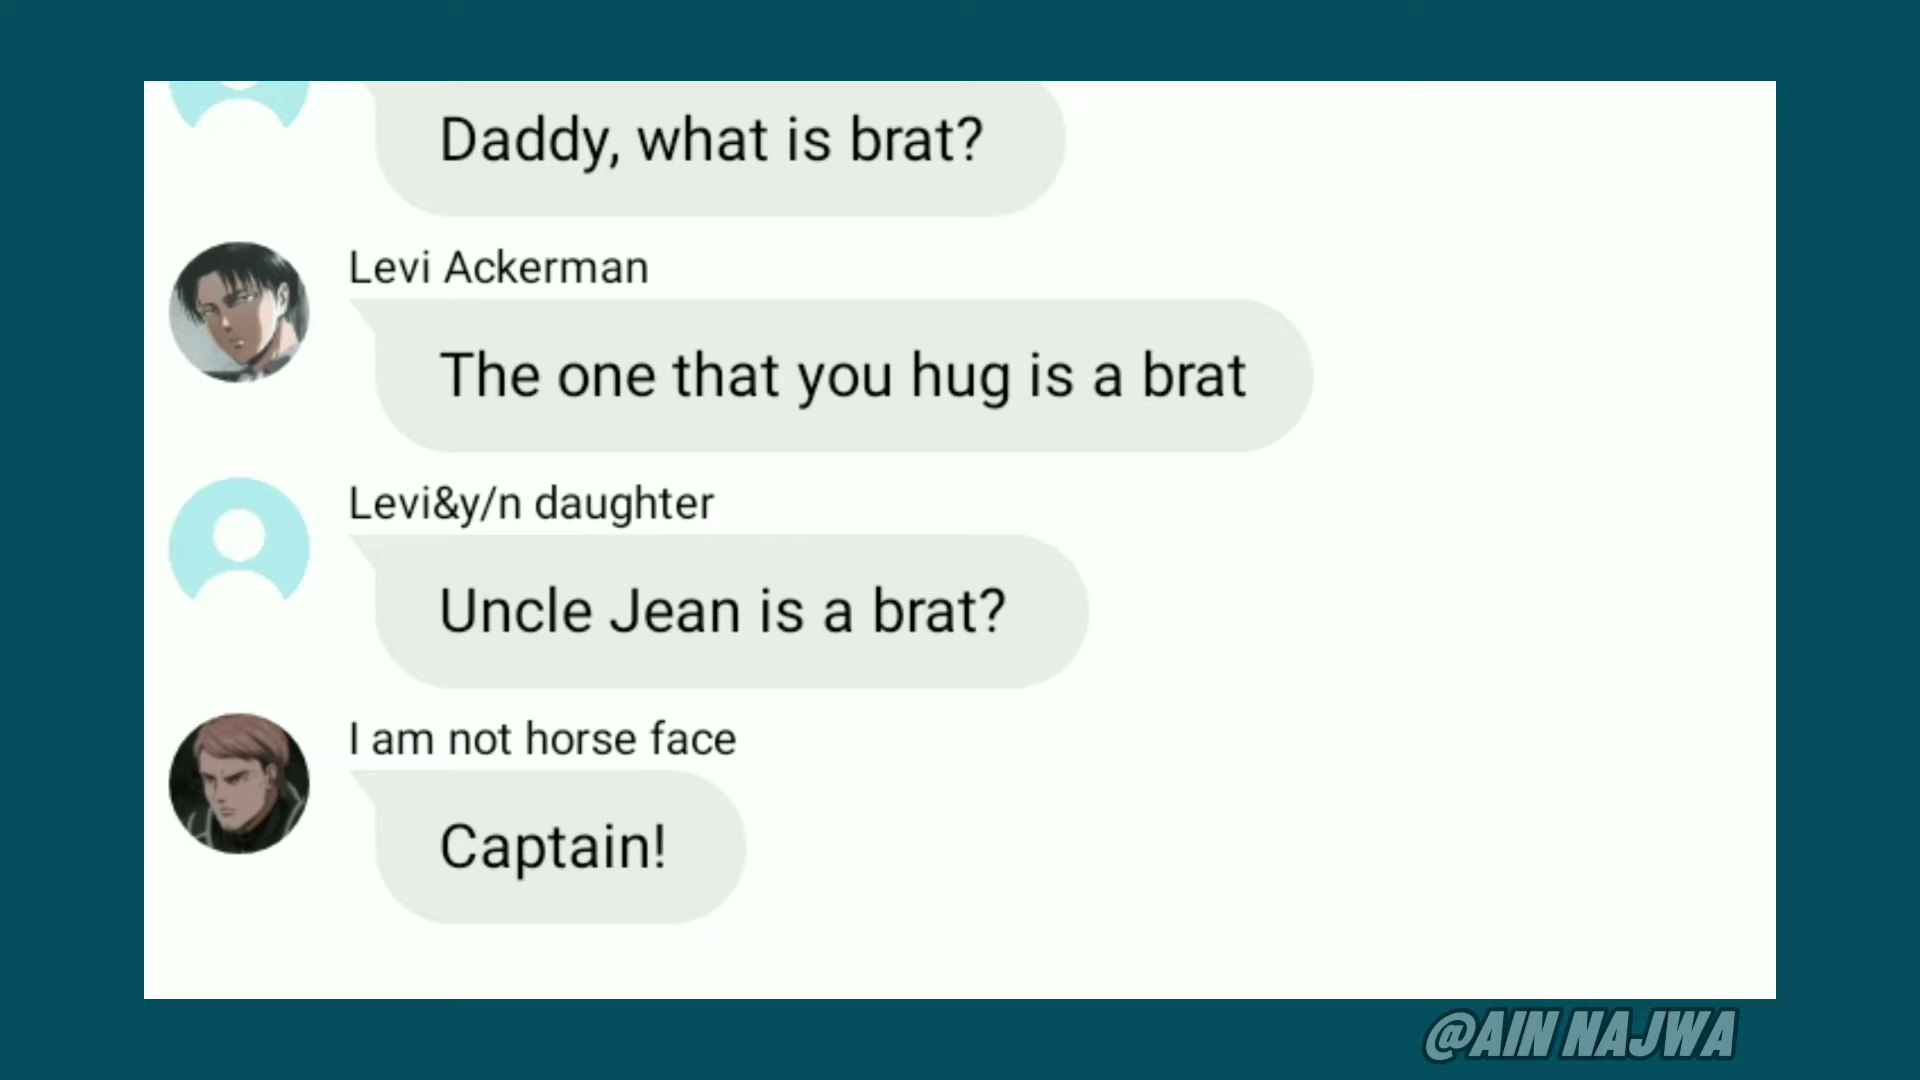 Daddy, what is brat?
Levi Ackerman
The one that you hug is a brat
Levi&y/n daughter
Uncle Jean is a brat?
I am not horse face
Captain!
@AIN NAJWA